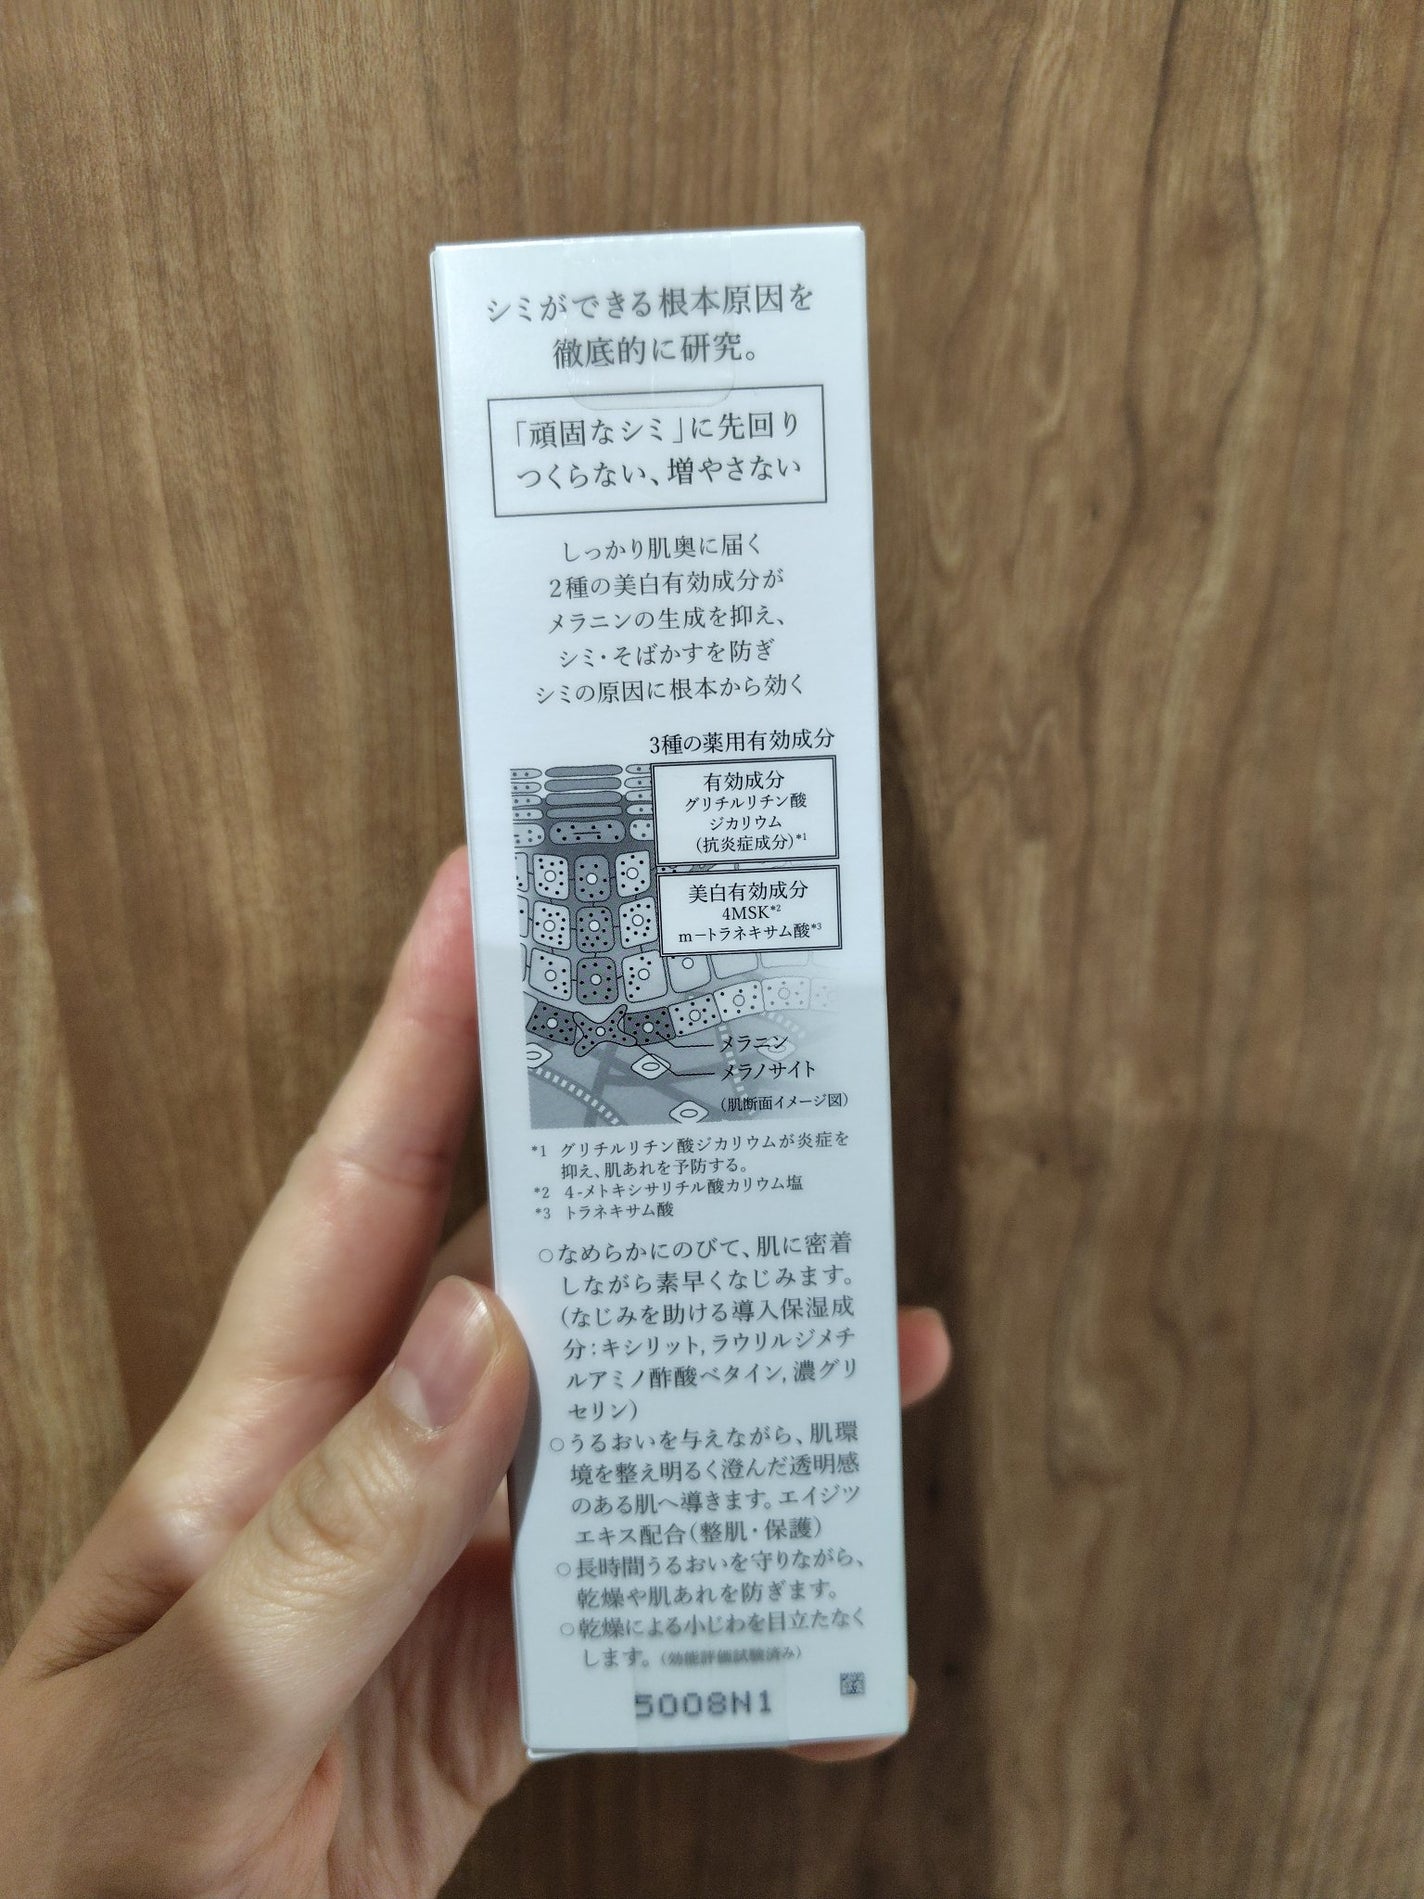 シミができる根本原因を
徹底的に研究。
「頑固なシミ」に先回り
つくらない、増やさない
しっかり肌奥に届く
2種の美白有効成分が
メラニンの生成を抑え、
シミ・そばかすを防ぎ
シミの原因に根本から効く
3種の薬用有効成分
有効成分
グリチルリチン酸
ジカリウム
(抗炎症成分)*1
美白有効成分
4MSK*2
m－トラネキサム酸*3
メラニン
メラノサイト
(肌断面イメージ図)
*1 グリチルリチン酸ジカリウムが炎症を
抑え、肌あれを予防する。
*2 4-メトキシサリチル酸カリウム塩
*3 トラネキサム酸
○なめらかにのびて、肌に密着
しながら素早くなじみます。
(なじみを助ける導入保湿成
分:キシリット,ラウリルジメチ
ルアミノ酢酸ベタイン,濃グリ
セリン)
○うるおいを与えながら、肌環
境を整え明るく澄んだ透明感
のある肌へ導きます。エイジツ
エキス配合(整肌・保護)
○長時間うるおいを守りながら、
乾燥や肌あれを防ぎます。
○乾燥による小じわを目立たなく
します。(効能評価試験済み)
5008N1